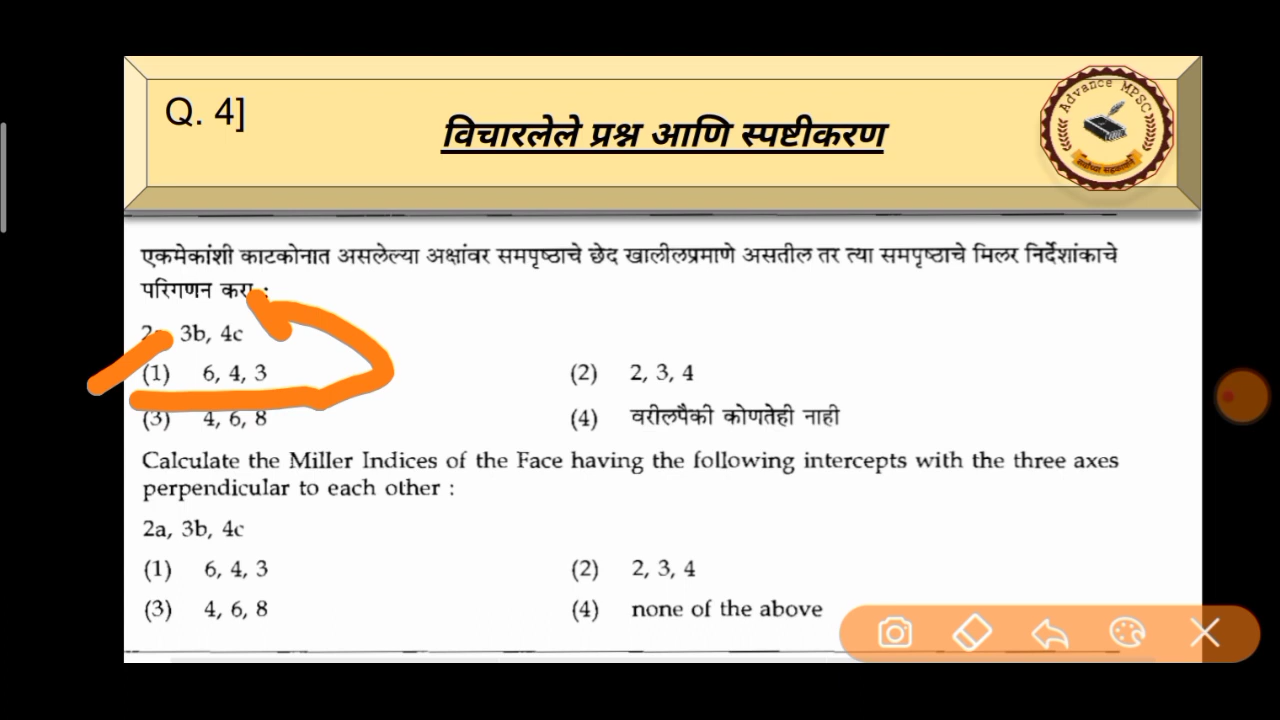 Q. 4]
विचारलेले प्रश्न आणि स्पष्टीकरण
Advance MPSC
एकमेकांशी काटकोनात असलेल्या अक्षांवर समपृष्ठाचे छेद खालीलप्रमाणे असतील तर त्या समपृष्ठाचे मिलर निर्देशांकाचे
परिगणन करा :
2a, 3b, 4c
(1) 6, 4, 3 (2) 2, 3, 4
(3) 4, 6, 8 (4) वरीलपैकी कोणतेही नाही
Calculate the Miller Indices of the Face having the following intercepts with the three axes
perpendicular to each other :
2a, 3b, 4c
(1) 6, 4, 3 (2) 2, 3, 4
(3) 4, 6, 8 (4) none of the above